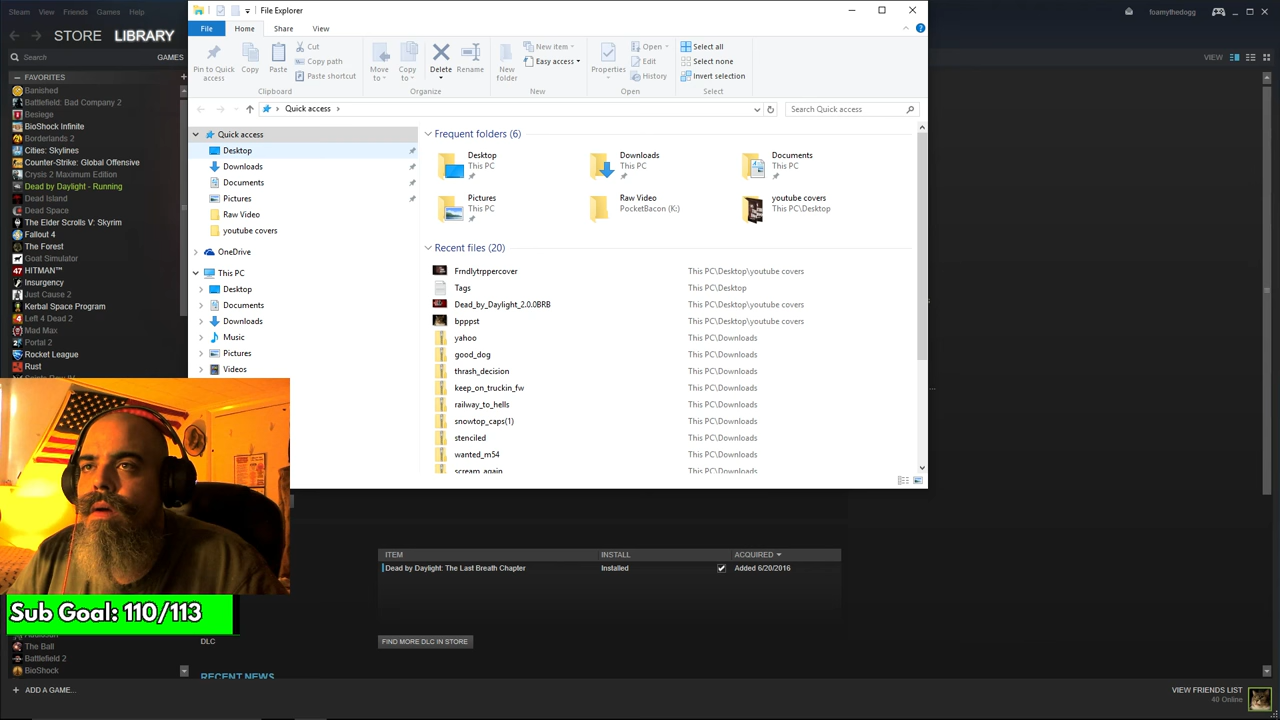 Steam View Friends Games Help
File Explorer
foamythedogg
STORE LIBRARY
File Home Share View
Search GAMES
VIEW
Pin to Quick access
Copy
Paste
Cut
Copy path
Paste shortcut
Move to
Copy to
Delete
Rename
New folder
New item
Easy access
Properties
Open
Edit
History
Select all
Select none
Invert selection
Clipboard Organize New Open Select
Quick access
Search Quick access
FAVORITES
Banished
Battlefield: Bad Company 2
Besiege
BioShock Infinite
Borderlands 2
Cities: Skylines
Counter-Strike: Global Offensive
Crysis 2 Maximum Edition
Dead by Daylight - Running
Dead Island
Dead Space
The Elder Scrolls V: Skyrim
Fallout 4
The Forest
Goat Simulator
HITMAN™
Insurgency
Just Cause 2
Kerbal Space Program
Left 4 Dead 2
Mad Max
Portal 2
Rocket League
Rust
Quick access
Desktop
Downloads
Documents
Pictures
Raw Video
youtube covers
OneDrive
This PC
Desktop
Documents
Downloads
Music
Pictures
Videos
Frequent folders (6)
Desktop
This PC
Downloads
This PC
Documents
This PC
Pictures
This PC
Raw Video
PocketBacon (K:)
youtube covers
This PC\Desktop
Recent files (20)
Frndlytrppercover This PC\Desktop\youtube covers
Tags This PC\Desktop
Dead_by_Daylight_2.0.0BRB This PC\Desktop\youtube covers
bpppst This PC\Desktop\youtube covers
yahoo This PC\Downloads
good_dog This PC\Downloads
thrash_decision This PC\Downloads
keep_on_truckin_fw This PC\Downloads
railway_to_hells This PC\Downloads
snowtop_caps(1) This PC\Downloads
stenciled This PC\Downloads
wanted_m54 This PC\Downloads
scream_again This PC\Downloads
ITEM INSTALL ACQUIRED
Dead by Daylight: The Last Breath Chapter Installed Added 6/20/2016
Sub Goal: 110/113
FIND MORE DLC IN STORE
DLC
The Ball
Battlefield 2
BioShock
RECENT NEWS
ADD A GAME...
VIEW FRIENDS LIST
40 Online